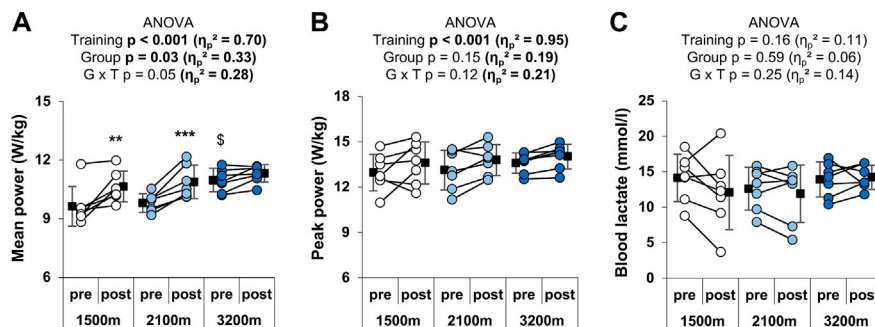 A
ANOVA
Training p < 0.001 (ηp² = 0.70)
Group p = 0.03 (ηp² = 0.33)
G x T p = 0.05 (ηp² = 0.28)
Mean power (W/kg)
15
12
9
6
** *** $
pre post pre post pre post
1500m 2100m 3200m
B
ANOVA
Training p < 0.001 (ηp² = 0.95)
Group p = 0.15 (ηp² = 0.19)
G x T p = 0.12 (ηp² = 0.21)
Peak power (W/kg)
18
15
12
9
6
pre post pre post pre post
1500m 2100m 3200m
C
ANOVA
Training p = 0.16 (ηp² = 0.11)
Group p = 0.59 (ηp² = 0.06)
G x T p = 0.25 (ηp² = 0.14)
Blood lactate (mmol/l)
25
20
15
10
5
0
pre post pre post pre post
1500m 2100m 3200m